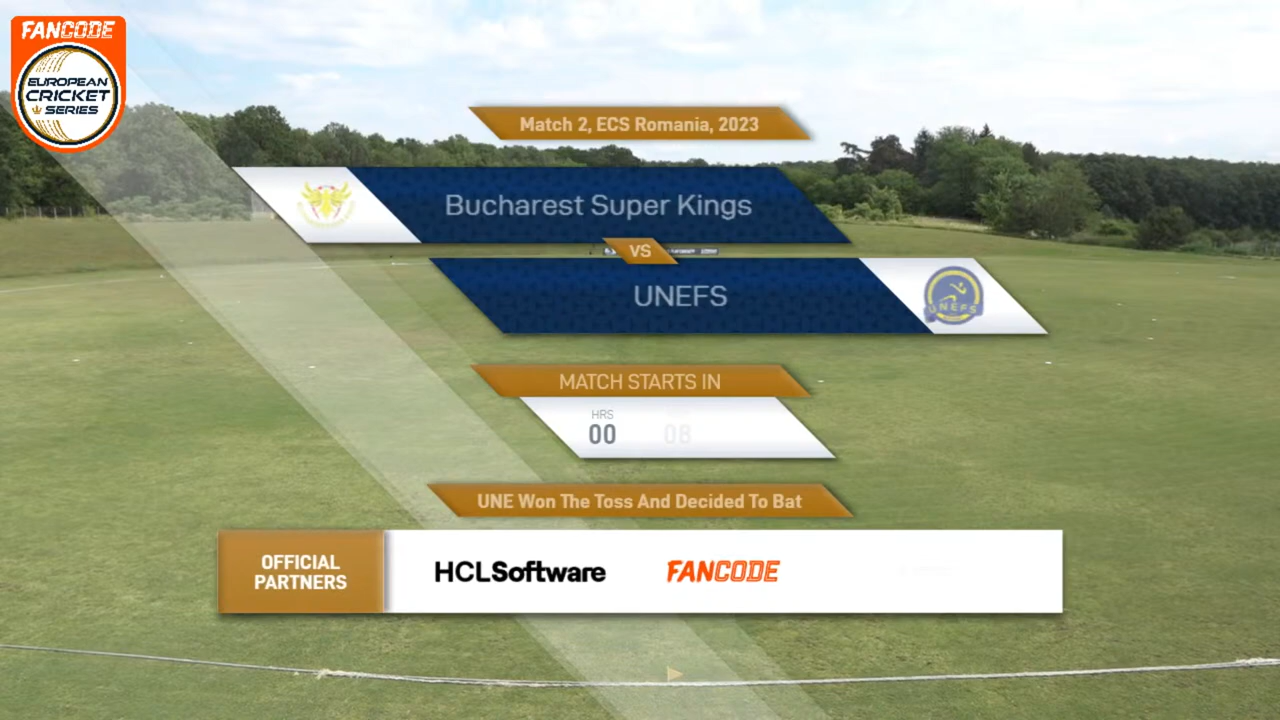 FANCODE
EUROPEAN
CRICKET
SERIES
Match 2, ECS Romania, 2023
Bucharest Super Kings
VS
UNEFS
UNEFS
MATCH STARTS IN
HRS
00 08
UNE Won The Toss And Decided To Bat
OFFICIAL
PARTNERS
HCLSoftware FANCODE